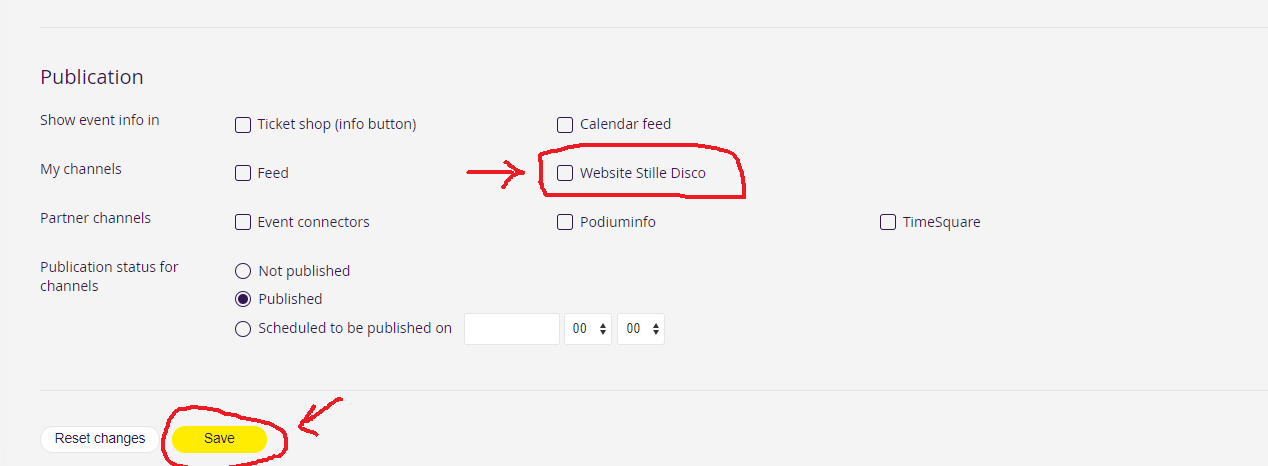 Publication
Show event info in
Ticket shop (info button)
Calendar feed
My channels
Feed
Website Stille Disco
Partner channels
Event connectors
Podiuminfo
TimeSquare
Publication status for
channels
Not published
Published
Scheduled to be published on
00
00
Reset changes
Save